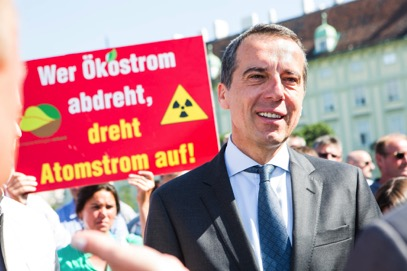 Wer Ökostrom
abdreht,
dreht
Atomstrom auf!